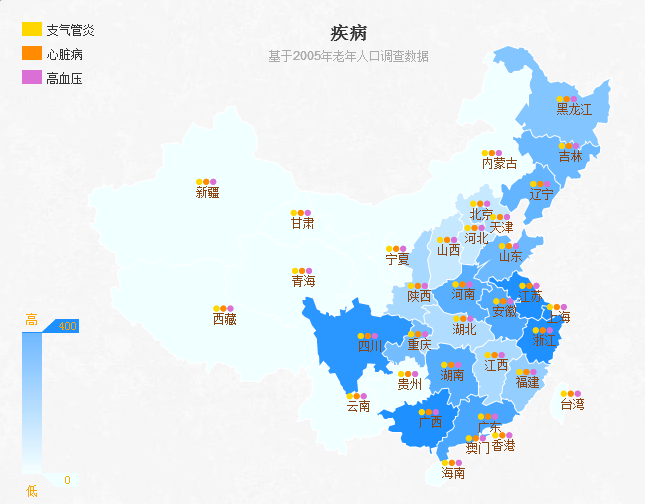 疾病
基于2005年老年人口调查数据
支气管炎
心脏病
高血压
黑龙江
吉林
内蒙古
辽宁
新疆
北京
甘肃
天津
河北
山西
宁夏
山东
青海
陕西
河南
江苏
西藏
安徽
上海
高
400
湖北
四川
重庆
浙江
江西
贵州
湖南
福建
云南
台湾
广西
广东
澳门
香港
海南
0
低